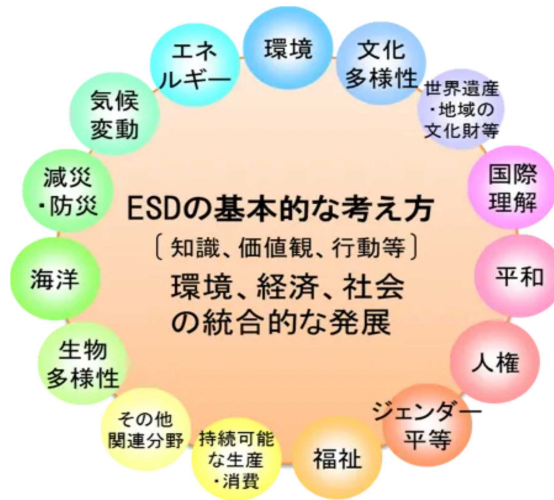 環境
文化
多様性
世界遺産
・地域の
文化財等
国際
理解
平和
人権
ジェンダー
平等
福祉
持続可能
な生産
・消費
その他
関連分野
生物
多様性
海洋
減災
・防災
気候
変動
エネ
ルギー
ESDの基本的な考え方
[知識、価値観、行動等]
環境、経済、社会
の統合的な発展